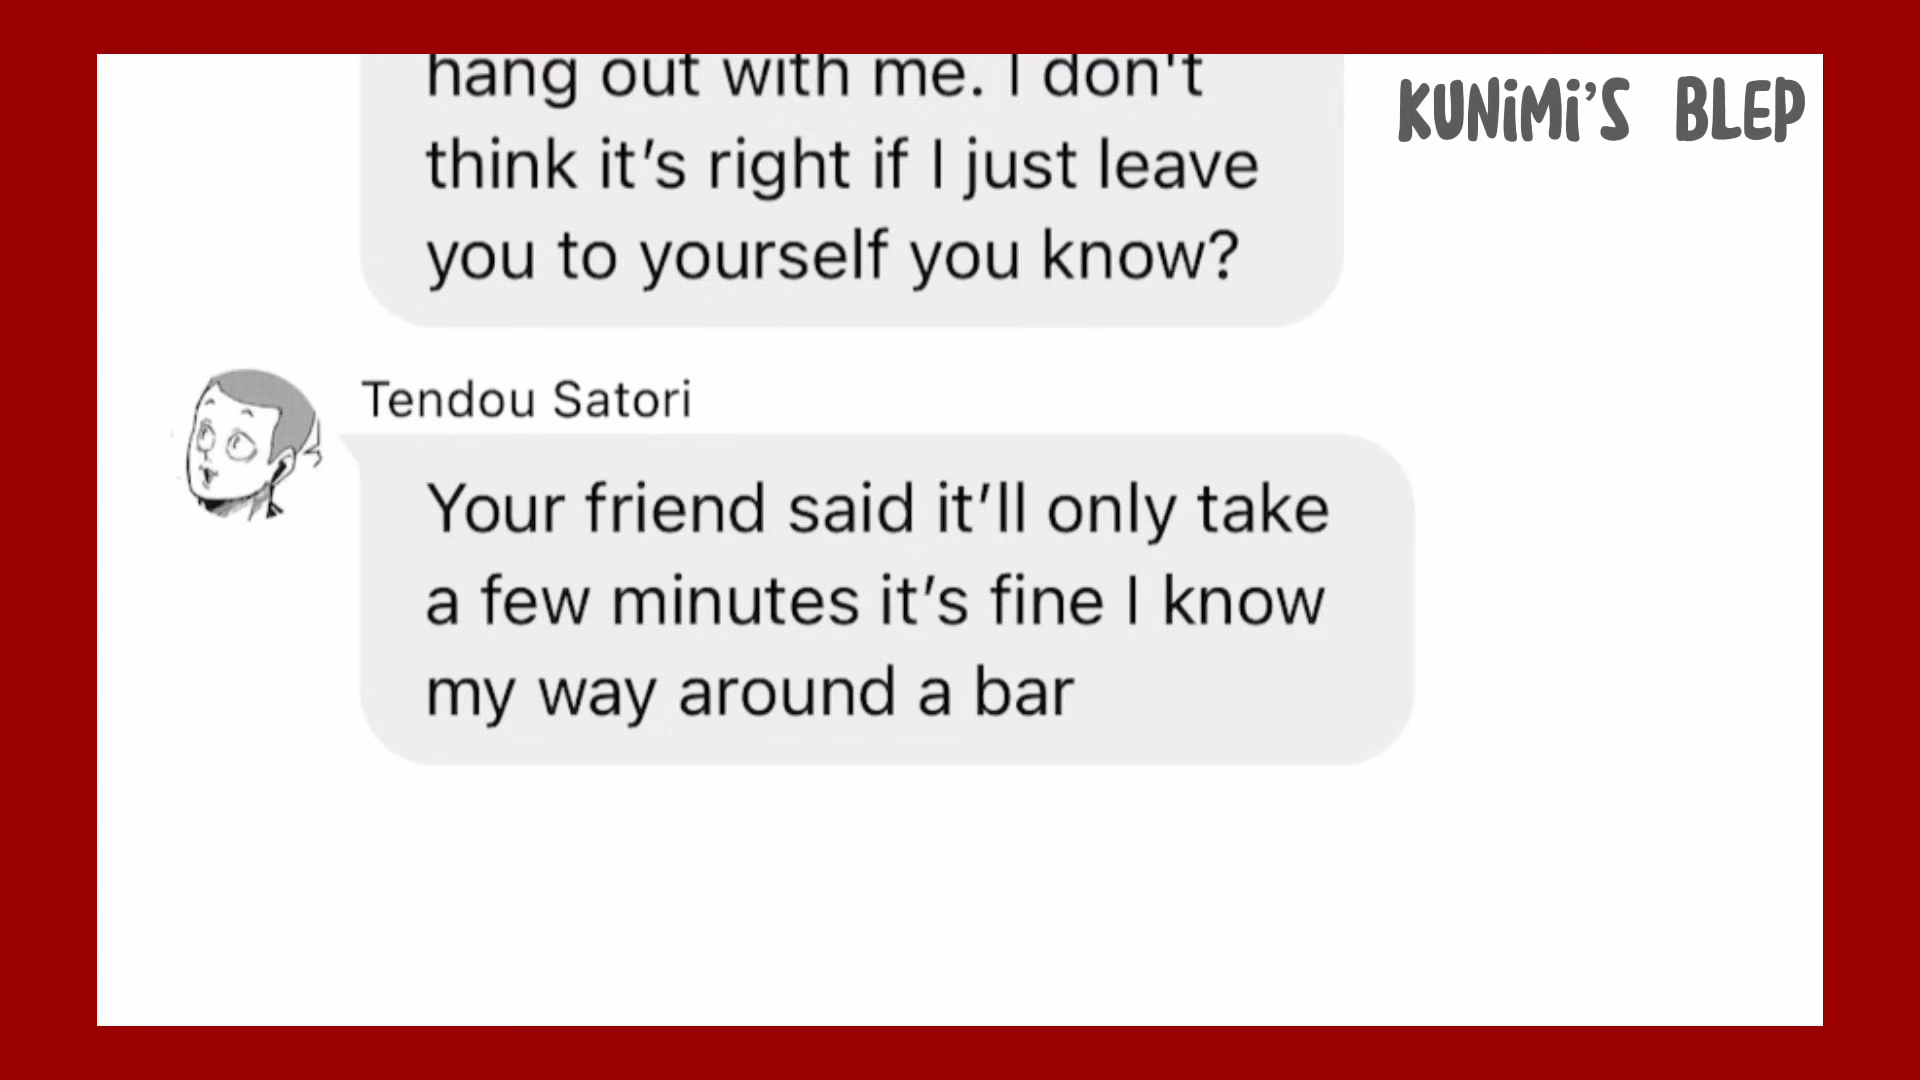 hang out with me. I don't
think it’s right if I just leave
you to yourself you know?
KUNiMi’S BLEP
Tendou Satori
Your friend said it’ll only take
a few minutes it’s fine I know
my way around a bar